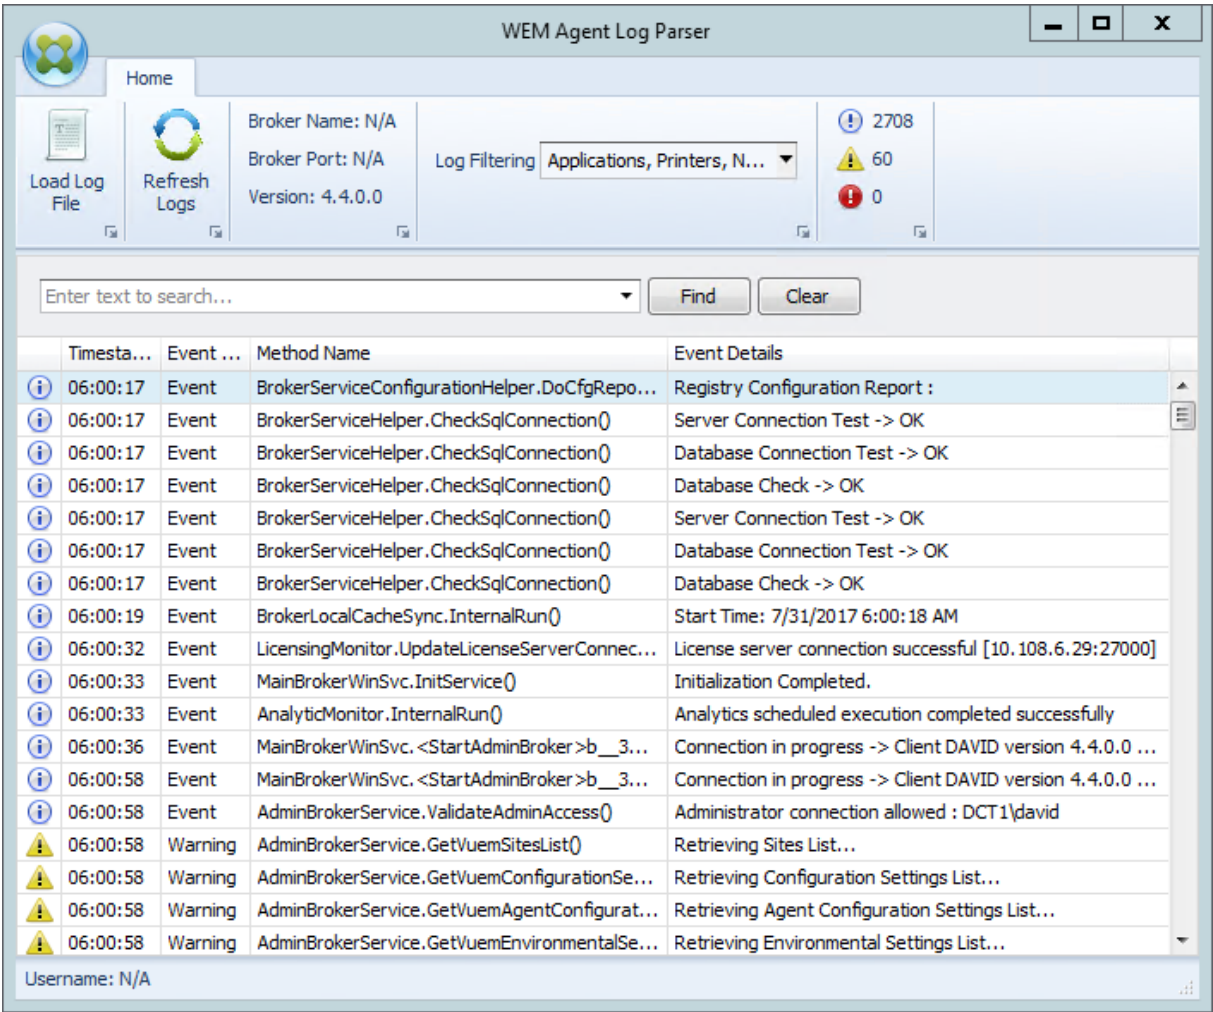 WEM Agent Log Parser
Home
Load Log
File
Refresh
Logs
Broker Name: N/A
Broker Port: N/A
Version: 4.4.0.0
Log Filtering Applications, Printers, N...
2708
60
0
Enter text to search...
Find Clear
Timesta... Event ... Method Name Event Details
06:00:17 Event BrokerServiceConfigurationHelper.DoCfgRepo... Registry Configuration Report :
06:00:17 Event BrokerServiceHelper.CheckSqlConnection() Server Connection Test -> OK
06:00:17 Event BrokerServiceHelper.CheckSqlConnection() Database Connection Test -> OK
06:00:17 Event BrokerServiceHelper.CheckSqlConnection() Database Check -> OK
06:00:17 Event BrokerServiceHelper.CheckSqlConnection() Server Connection Test -> OK
06:00:17 Event BrokerServiceHelper.CheckSqlConnection() Database Connection Test -> OK
06:00:17 Event BrokerServiceHelper.CheckSqlConnection() Database Check -> OK
06:00:19 Event BrokerLocalCacheSync.InternalRun() Start Time: 7/31/2017 6:00:18 AM
06:00:32 Event LicensingMonitor.UpdateLicenseServerConnec... License server connection successful [10.108.6.29:27000]
06:00:33 Event MainBrokerWinSvc.InitService() Initialization Completed.
06:00:33 Event AnalyticMonitor.InternalRun() Analytics scheduled execution completed successfully
06:00:36 Event MainBrokerWinSvc.<StartAdminBroker>b__3... Connection in progress -> Client DAVID version 4.4.0.0 ...
06:00:58 Event MainBrokerWinSvc.<StartAdminBroker>b__3... Connection in progress -> Client DAVID version 4.4.0.0 ...
06:00:58 Event AdminBrokerService.ValidateAdminAccess() Administrator connection allowed : DCT1\david
06:00:58 Warning AdminBrokerService.GetVuemSitesList() Retrieving Sites List...
06:00:58 Warning AdminBrokerService.GetVuemConfigurationSe... Retrieving Configuration Settings List...
06:00:58 Warning AdminBrokerService.GetVuemAgentConfigurat... Retrieving Agent Configuration Settings List...
06:00:58 Warning AdminBrokerService.GetVuemEnvironmentalSe... Retrieving Environmental Settings List...
Username: N/A